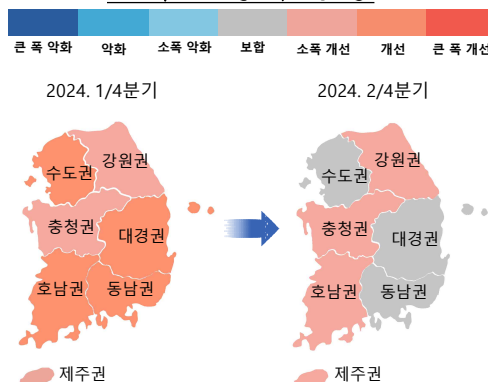 큰 폭 악화 악화 소폭 악화 보합 소폭 개선 개선 큰 폭 개선
2024. 1/4분기 2024. 2/4분기
강원권 강원권
수도권 수도권
충청권 충청권
대경권 대경권
호남권 동남권 호남권 동남권
제주권 제주권